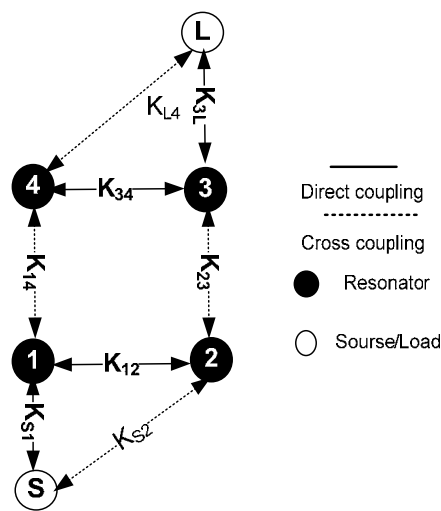 L
K_L4
K_3L
4
K_34
3
Direct coupling
Cross coupling
K_14
K_23
Resonator
1
K_12
2
Sourse/Load
K_S1
K_S2
S